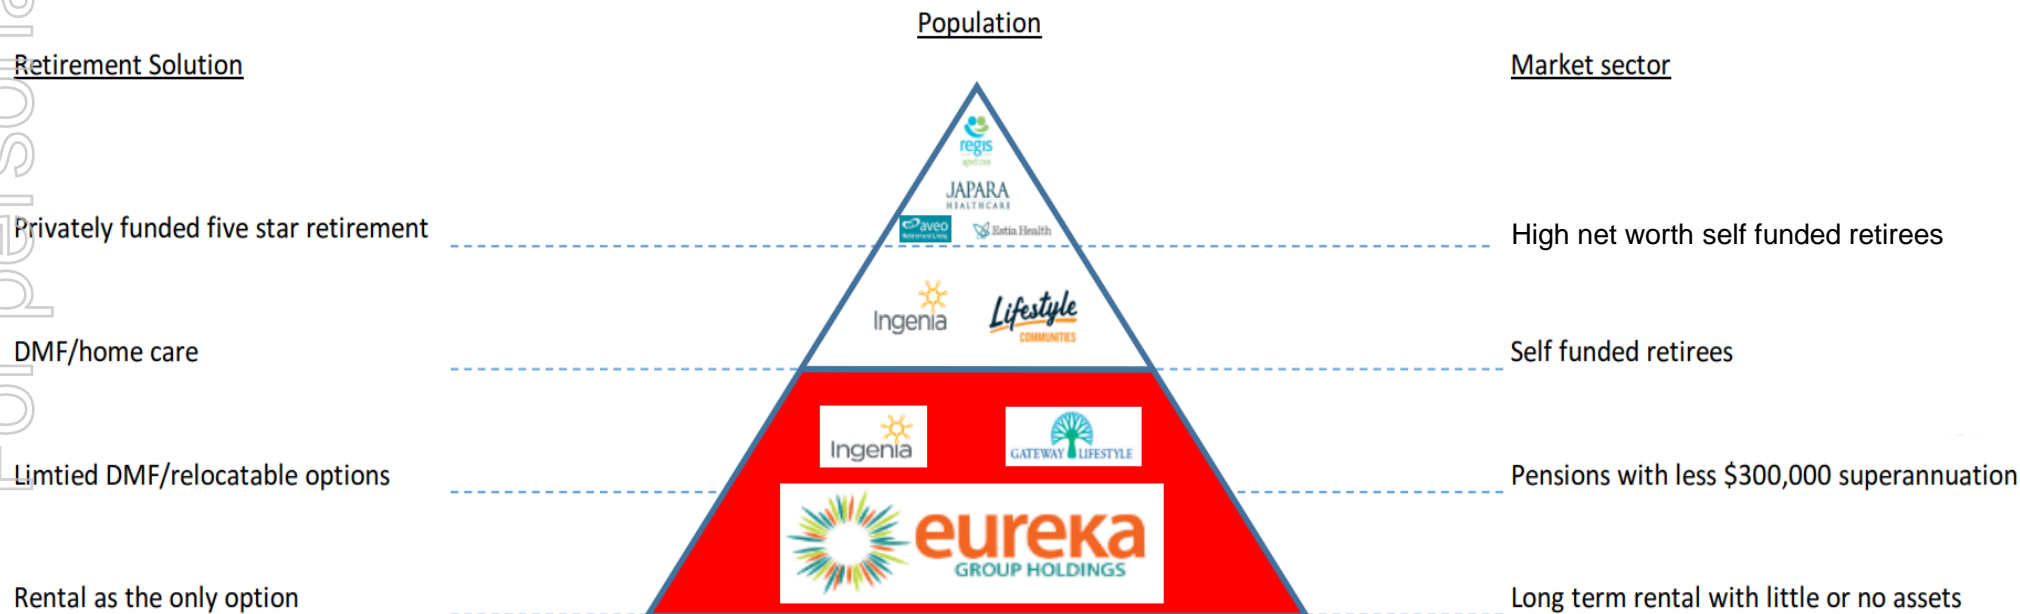 Population
Retirement Solution
Market sector
regis
aged care
JAPARA
HEALTHCARE
Privately funded five star retirement
aveo
Estia Health
High net worth self funded retirees
Ingenia
Lifestyle
COMMUNITIES
DMF/home care
Self funded retirees
Ingenia
GATEWAY LIFESTYLE
Limtied DMF/relocatable options
Pensions with less $300,000 superannuation
eureka
GROUP HOLDINGS
Rental as the only option
Long term rental with little or no assets